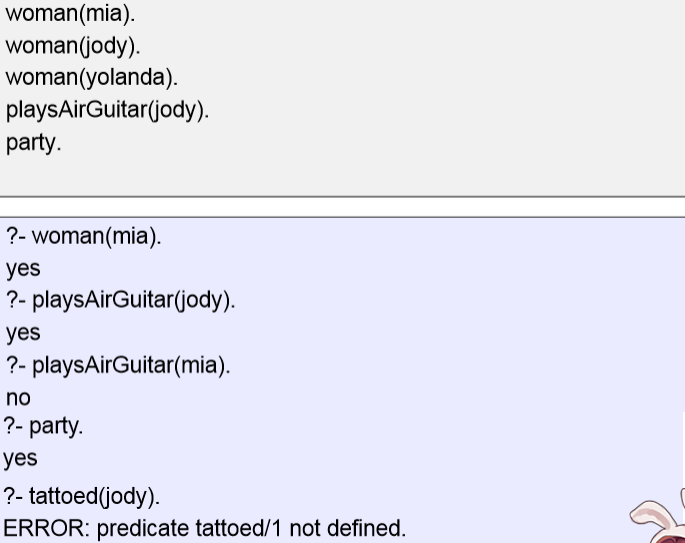 woman(mia).
woman(jody).
woman(yolanda).
playsAirGuitar(jody).
party.
?- woman(mia).
yes
?- playsAirGuitar(jody).
yes
?- playsAirGuitar(mia).
no
?- party.
yes
?- tattoed(jody).
ERROR: predicate tattoed/1 not defined.